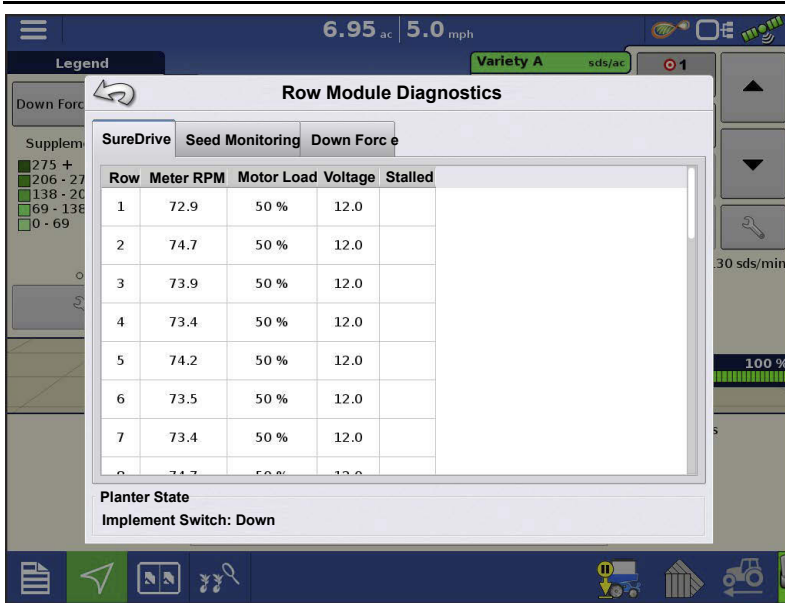 6.95 ac 5.0 mph
Legend
Variety A sds/ac
1
Down Forc
Row Module Diagnostics
Supplem
275 +
206 - 27
138 - 20
69 - 138
0 - 69
SureDrive Seed Monitoring Down Forc e
Row Meter RPM Motor Load Voltage Stalled
1 72.9 50 % 12.0
2 74.7 50 % 12.0
3 73.9 50 % 12.0
4 73.4 50 % 12.0
5 74.2 50 % 12.0
6 73.5 50 % 12.0
7 73.4 50 % 12.0
30 sds/min
100 %
s
Planter State
Implement Switch: Down